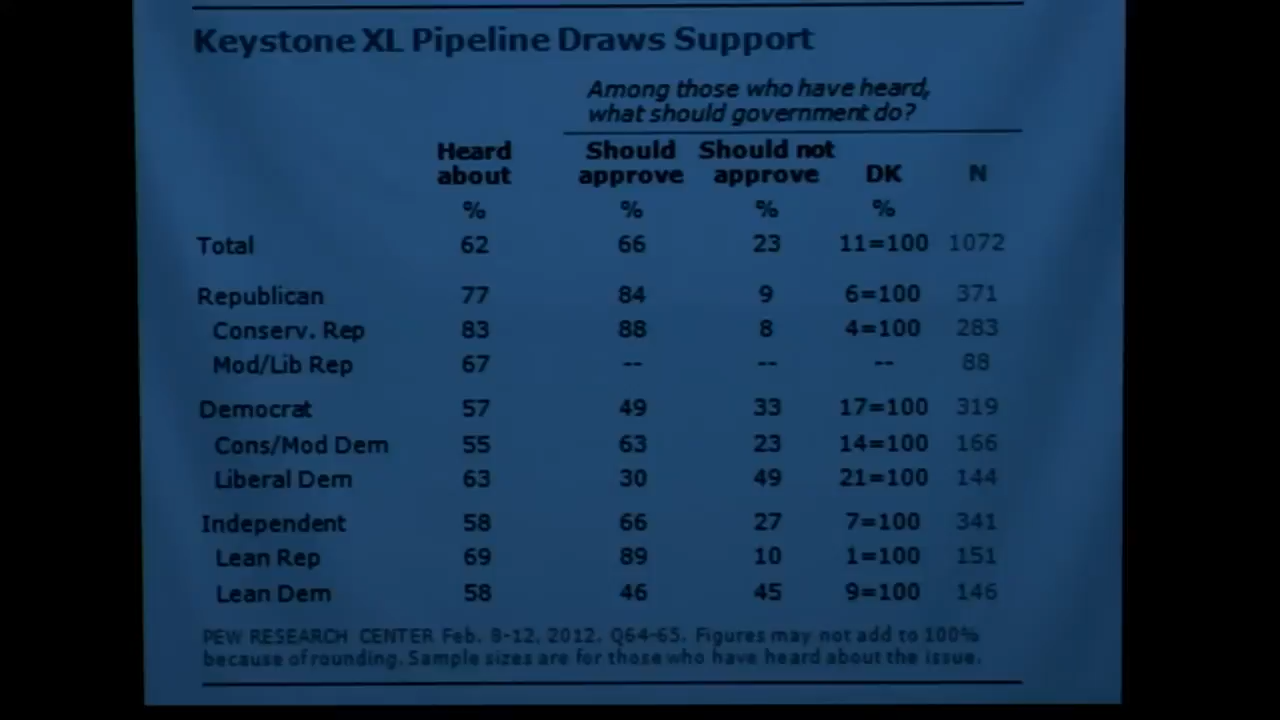 Keystone XL Pipeline Draws Support
Among those who have heard,
what should government do?
Heard about Should approve Should not approve DK N
% % % %
Total 62 66 23 11=100 1072
Republican 77 84 9 6=100 371
Conserv. Rep 83 88 8 4=100 283
Mod/Lib Rep 67 -- -- -- 88
Democrat 57 49 33 17=100 319
Cons/Mod Dem 55 63 23 14=100 166
Liberal Dem 63 30 49 21=100 144
Independent 58 66 27 7=100 341
Lean Rep 69 89 10 1=100 151
Lean Dem 58 46 45 9=100 146
PEW RESEARCH CENTER Feb. 8-12, 2012. Q64-65. Figures may not add to 100%
because of rounding. Sample sizes are for those who have heard about the issue.